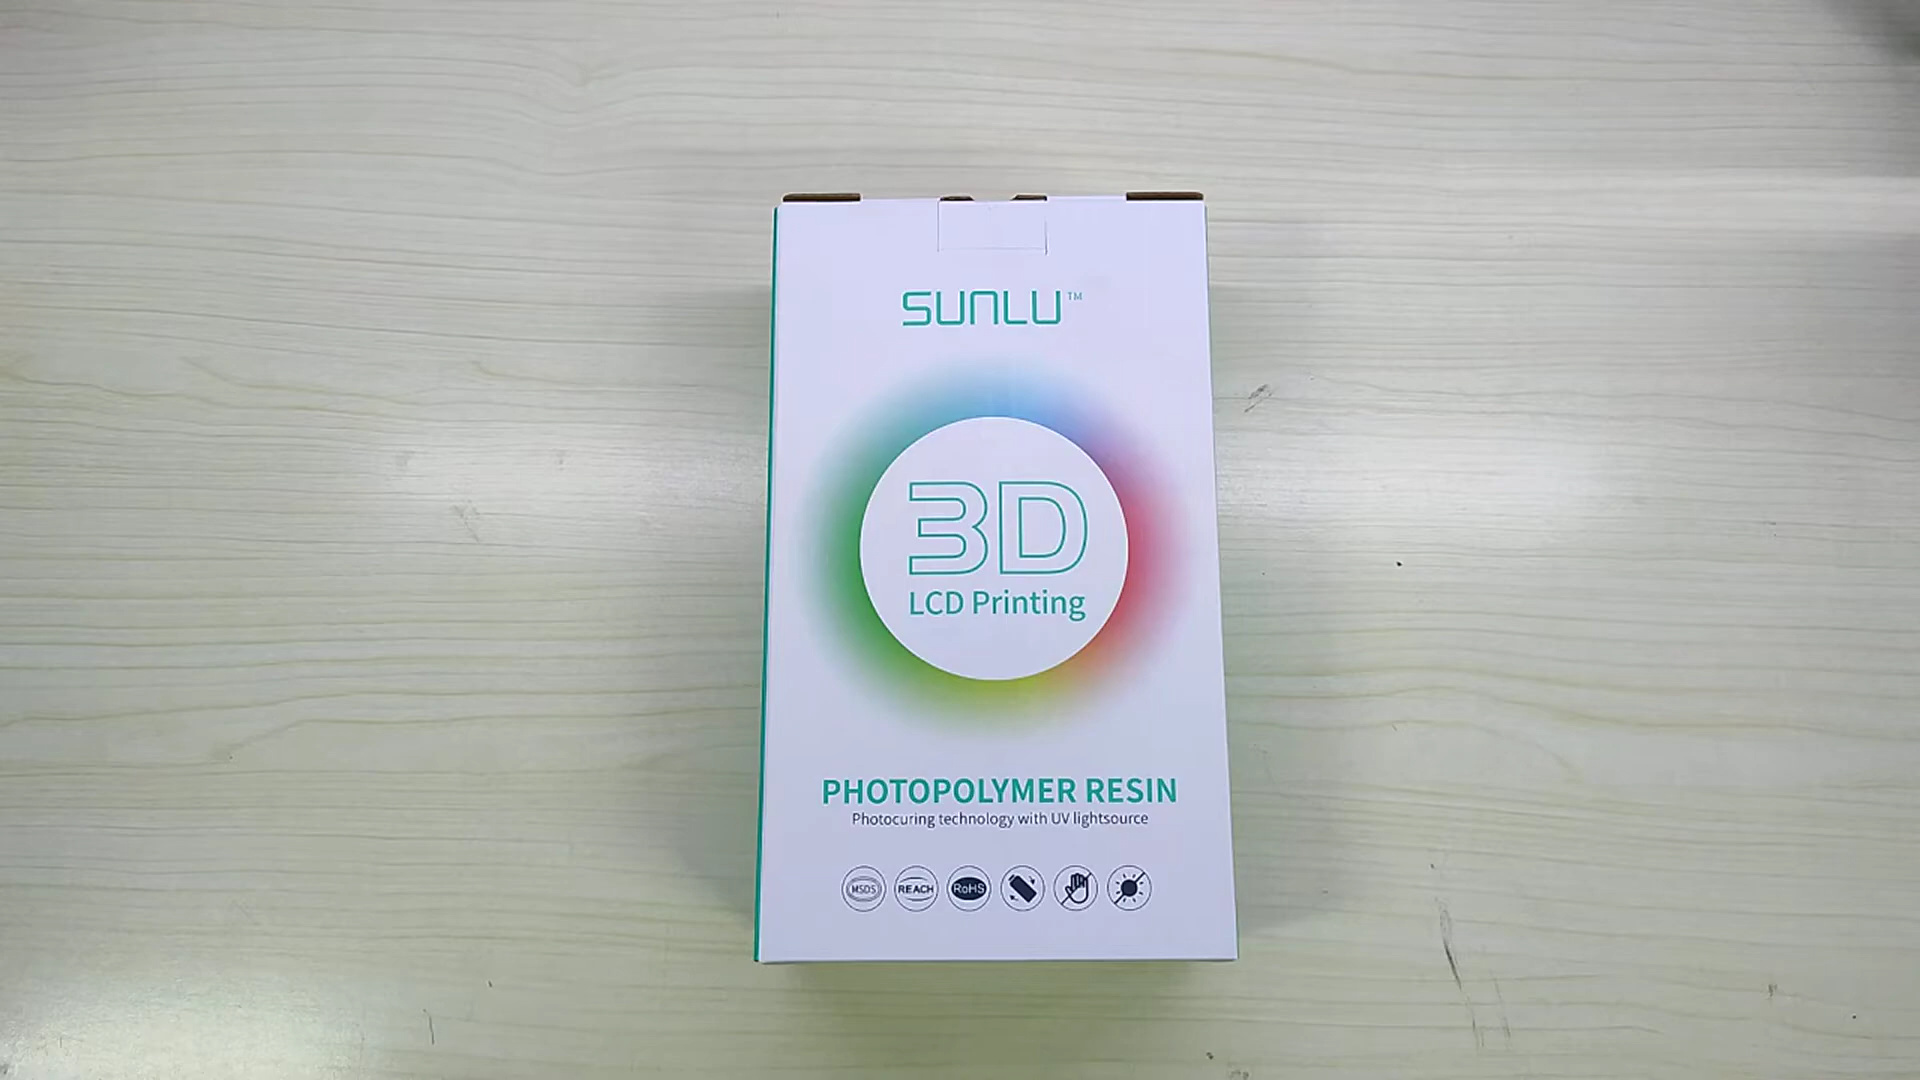 SUNLU™
3D
LCD Printing
PHOTOPOLYMER RESIN
Photocuring technology with UV lightsource
MSDS REACH RoHS